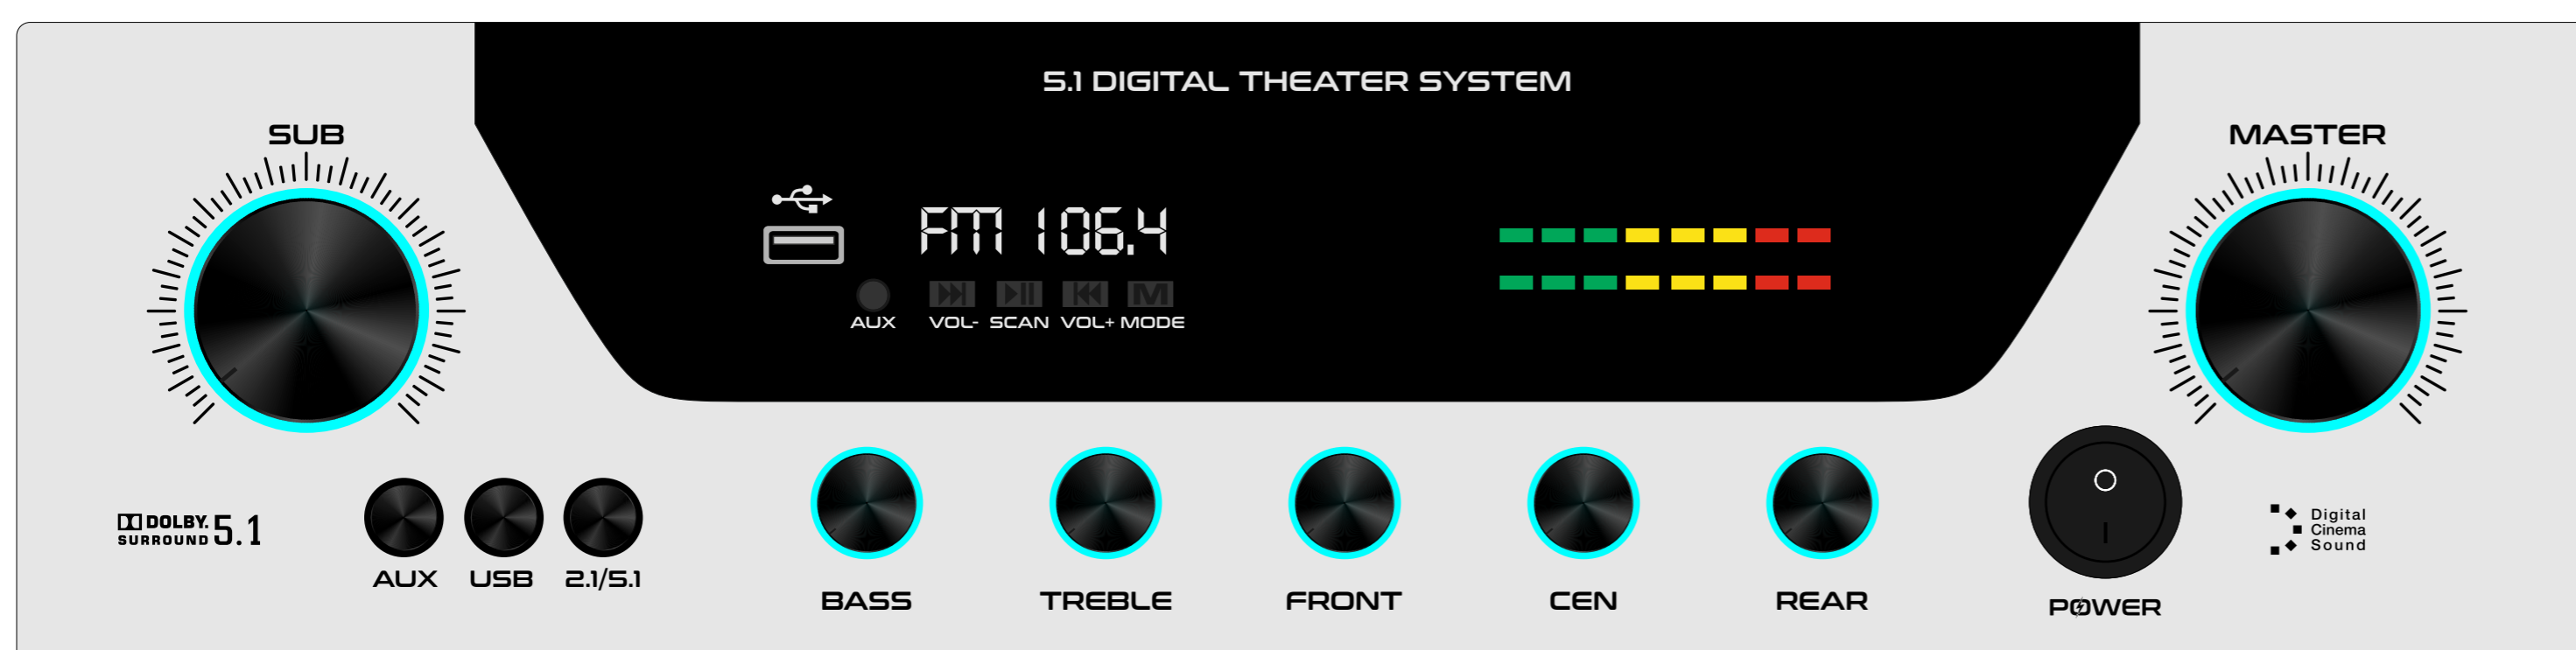 5.1 DIGITAL THEATER SYSTEM
SUB
MASTER
FM 106.4
M
AUX VOL- SCAN VOL+ MODE
DOLBY.
SURROUND 5.1
AUX USB 2.1/5.1
BASS TREBLE FRONT CEN REAR
POWER
Digital
Cinema
Sound